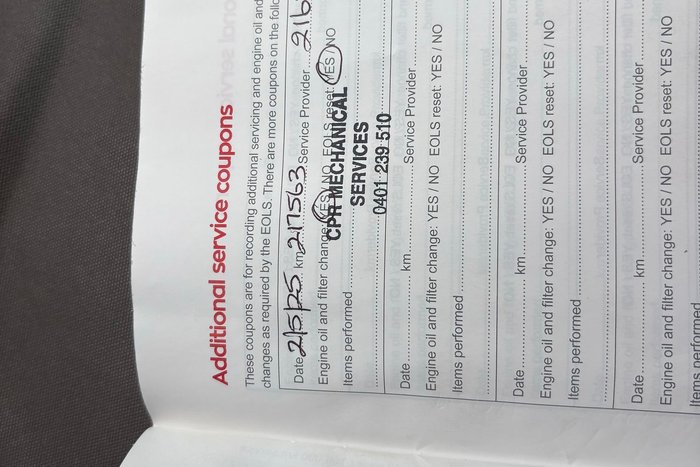 Additional service coupons
These coupons are for recording additional servicing and engine oil and
changes as required by the EOLS. There are more coupons on the follo
Date 2/5/25 km 217563 Service Provider 216
Engine oil and filter change: YES / NO EOLS reset: YES / NO
Items performed
CPR MECHANICAL
SERVICES
0401 239 510
Date km Service Provider
Engine oil and filter change: YES / NO EOLS reset: YES / NO
Items performed
Date km Service Provider
Engine oil and filter change: YES / NO EOLS reset: YES / NO
Items performed
Date km Service Provider
Engine oil and filter change: YES / NO EOLS reset: YES / NO
Items performed